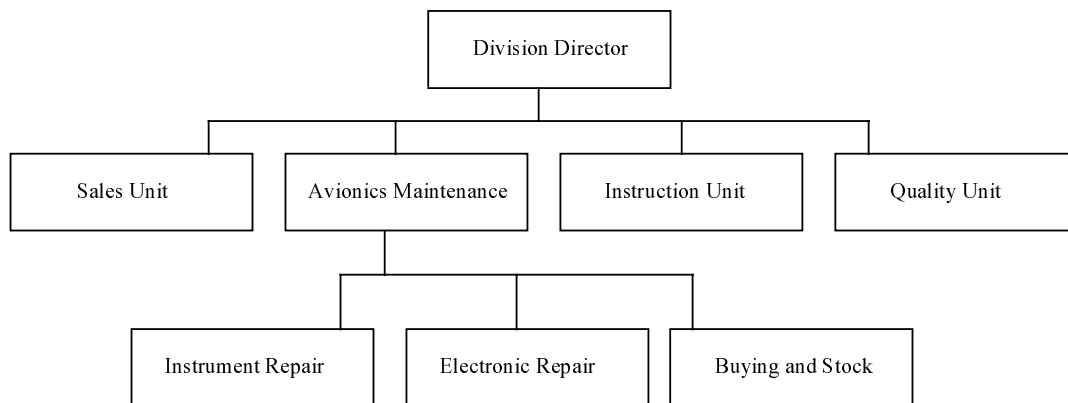 Division Director
Sales Unit
Avionics Maintenance
Instruction Unit
Quality Unit
Instrument Repair
Electronic Repair
Buying and Stock